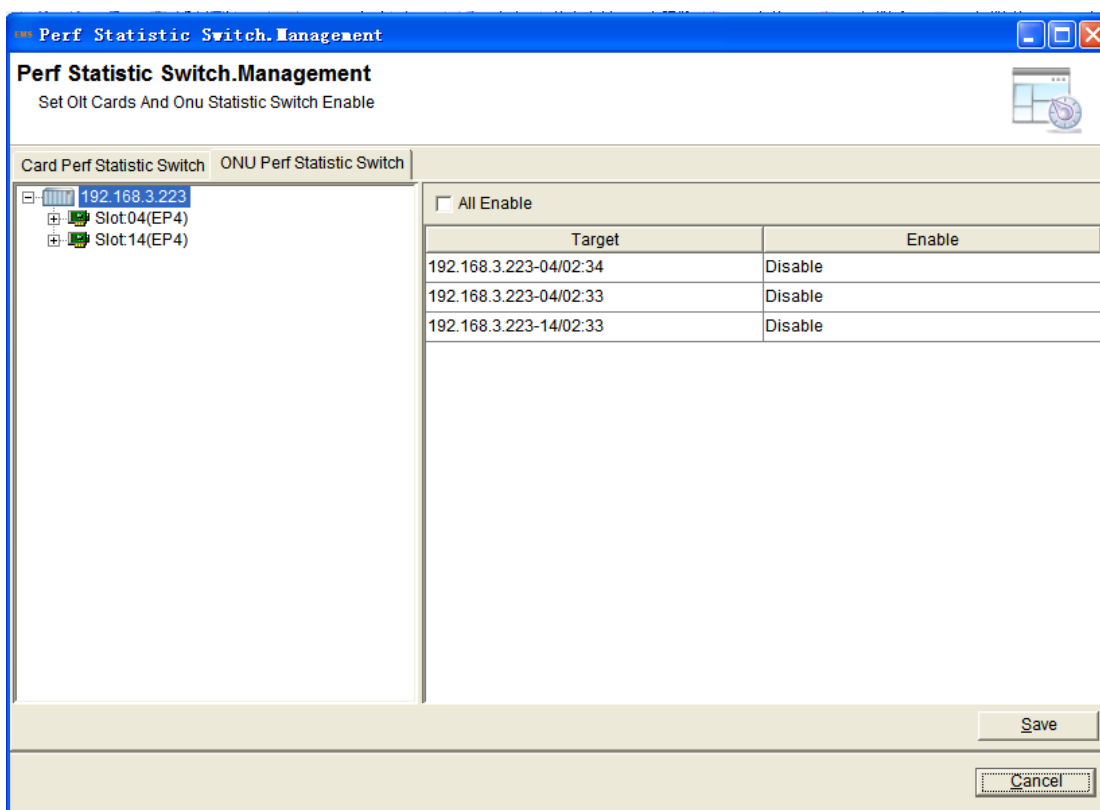 EMS Perf Statistic Switch.Management
Perf Statistic Switch.Management
Set Olt Cards And Onu Statistic Switch Enable
Card Perf Statistic Switch ONU Perf Statistic Switch
192.168.3.223
Slot:04(EP4)
Slot:14(EP4)
All Enable
Target Enable
192.168.3.223-04/02:34 Disable
192.168.3.223-04/02:33 Disable
192.168.3.223-14/02:33 Disable
Save
Cancel